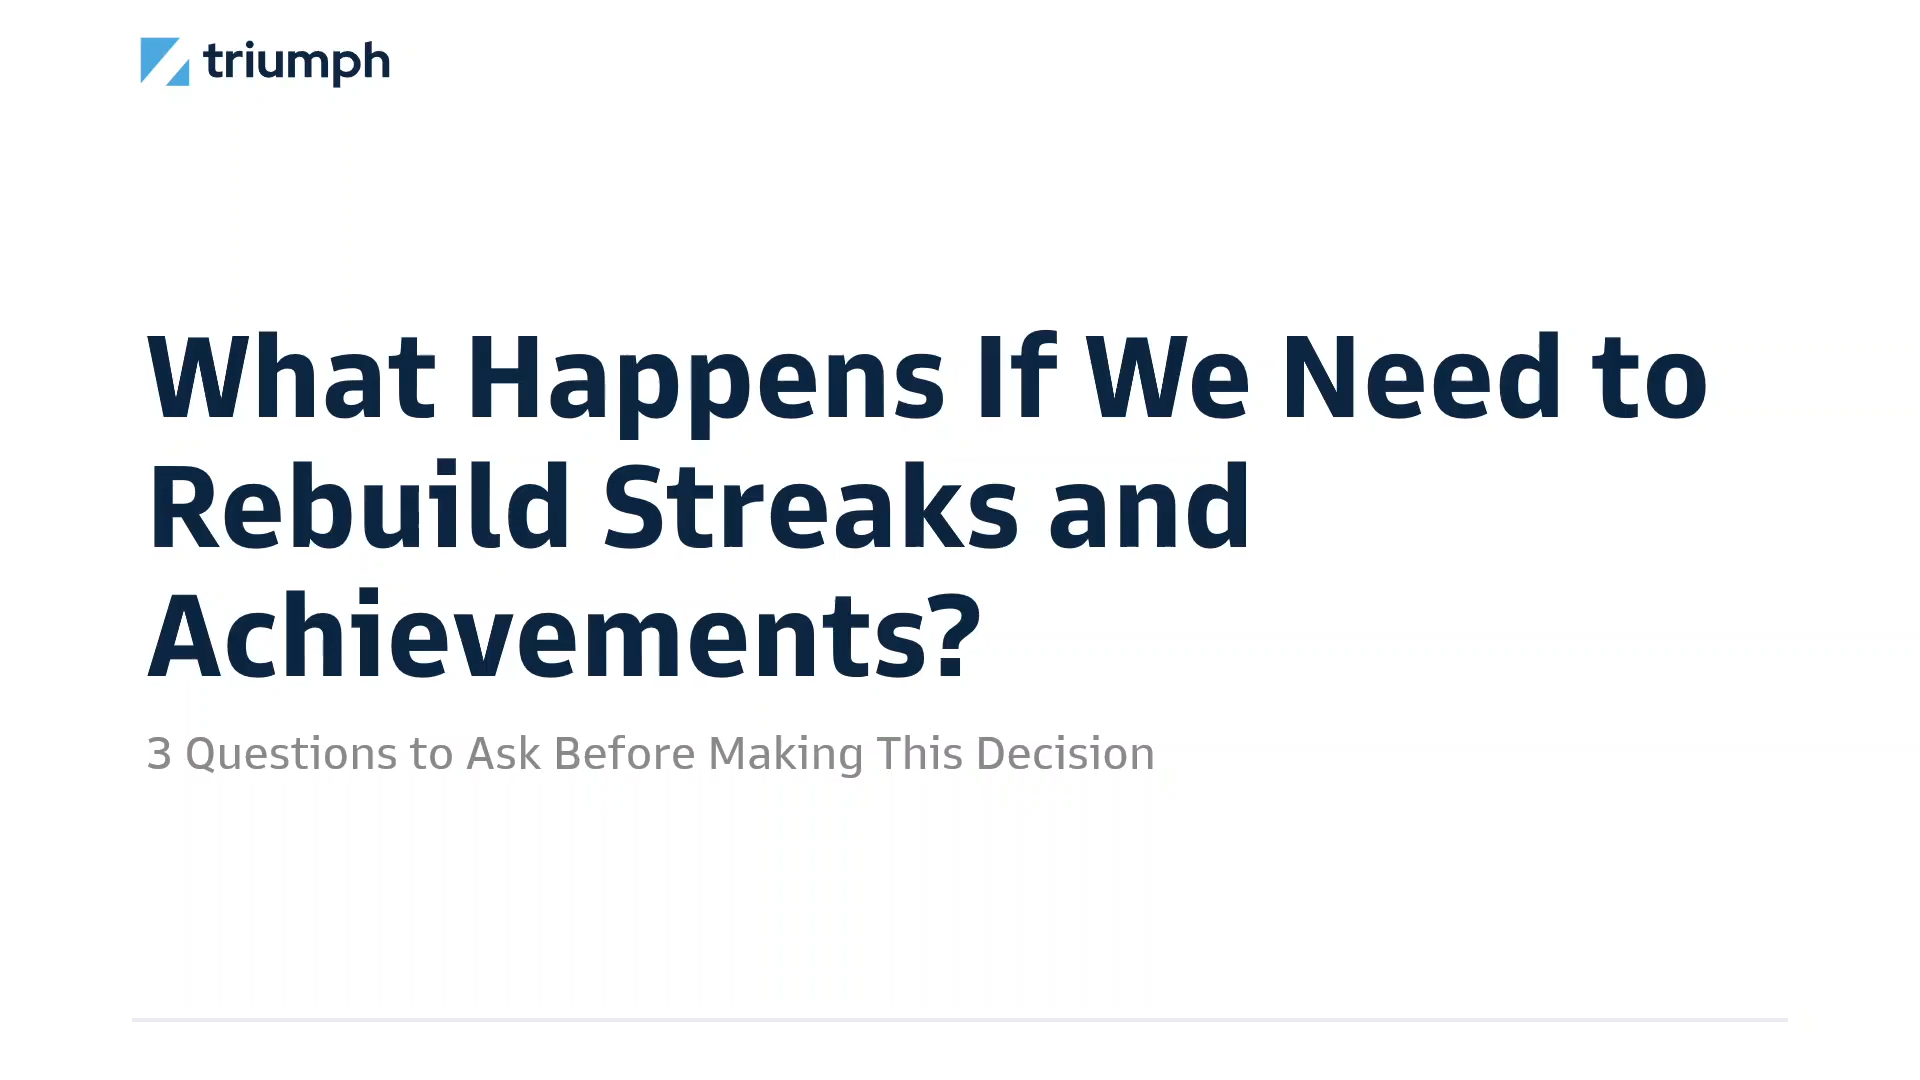 triumph
What Happens If We Need to
Rebuild Streaks and
Achievements?
3 Questions to Ask Before Making This Decision